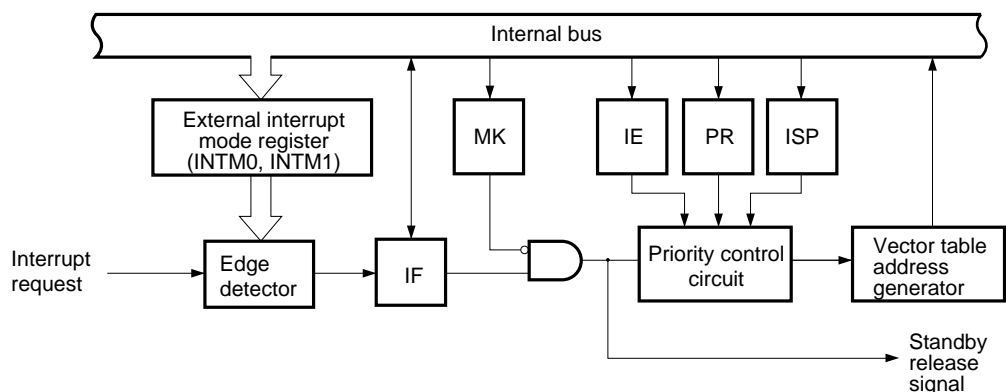 Internal bus
External interrupt
mode register
(INTM0, INTM1)
MK
IE
PR
ISP
Interrupt
request
Edge
detector
IF
Priority control
circuit
Vector table
address
generator
Standby
release
signal